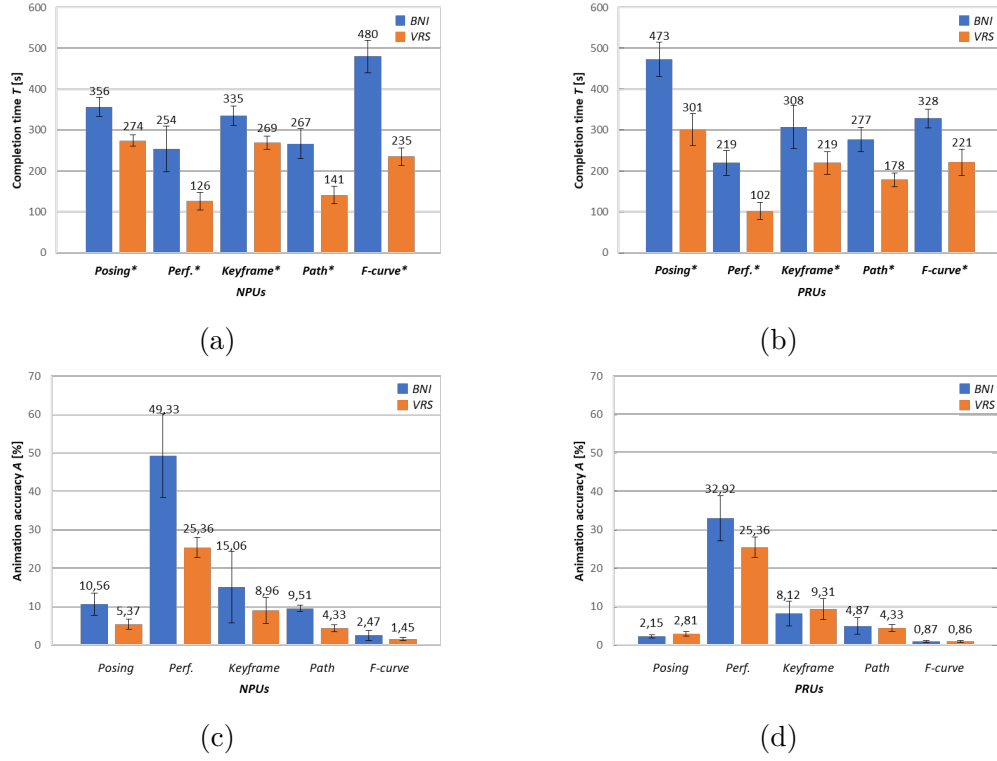 600
500
400
300
200
100
0
Completion time T [s]
BNI
VRS
356
274
254
126
335
269
267
141
480
235
Posing* Perf.* Keyframe* Path* F-curve*
NPUs
(a)
600
500
400
300
200
100
0
Completion time T [s]
BNI
VRS
473
301
219
102
308
219
277
178
328
221
Posing* Perf.* Keyframe* Path* F-curve*
PRUs
(b)
70
60
50
40
30
20
10
0
Animation accuracy A [%]
BNI
VRS
10,56
5,37
49,33
25,36
15,06
8,96
9,51
4,33
2,47
1,45
Posing Perf. Keyframe Path F-curve
NPUs
(c)
70
60
50
40
30
20
10
0
Animation accuracy A [%]
BNI
VRS
2,15
2,81
32,92
25,36
8,12
9,31
4,87
4,33
0,87
0,86
Posing Perf. Keyframe Path F-curve
PRUs
(d)